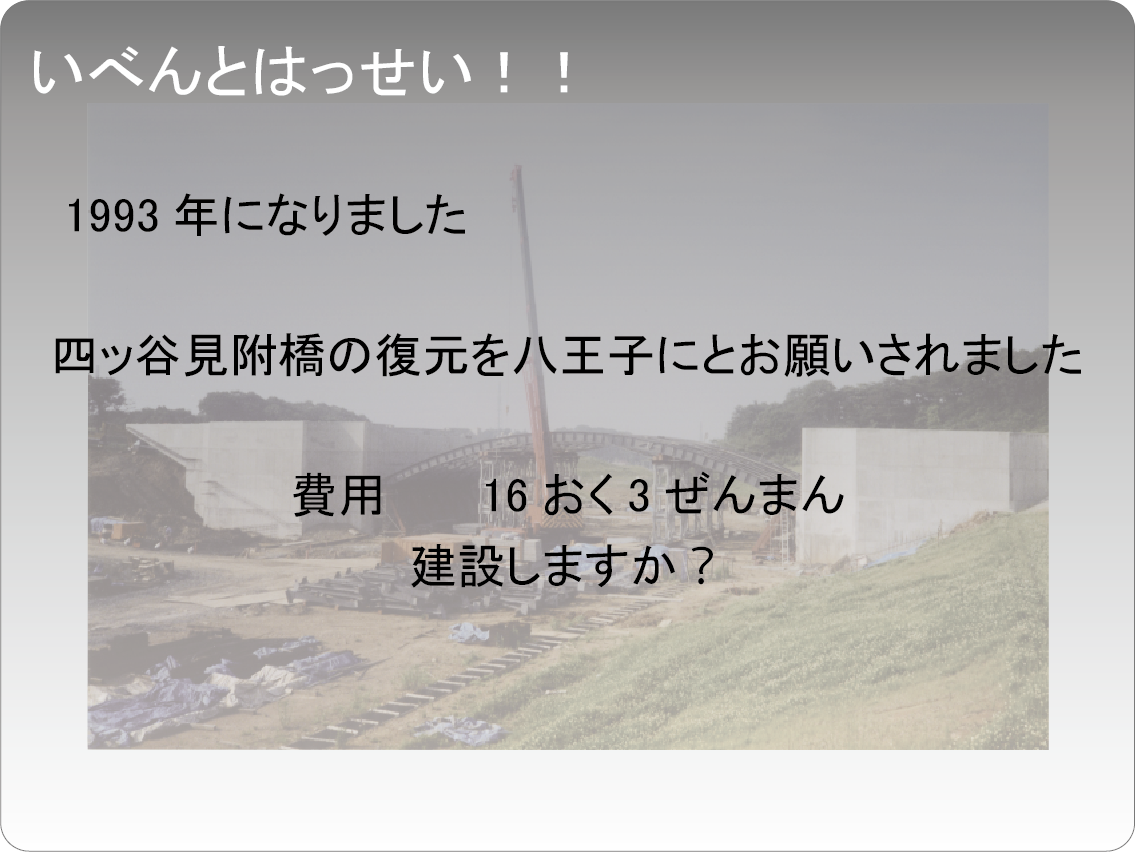 いべんとはっせい！！
1993 年になりました
四ッ谷見附橋の復元を八王子にとお願いされました
費用　　16 おく 3 ぜんまん
建設しますか？